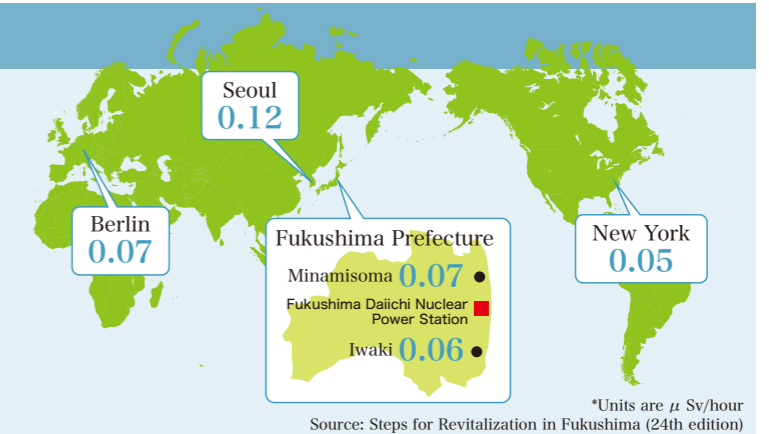 Seoul
0.12
Berlin
0.07
Fukushima Prefecture
Minamisoma 0.07
Fukushima Daiichi Nuclear
Power Station
Iwaki 0.06
New York
0.05
*Units are μ Sv/hour
Source: Steps for Revitalization in Fukushima (24th edition)